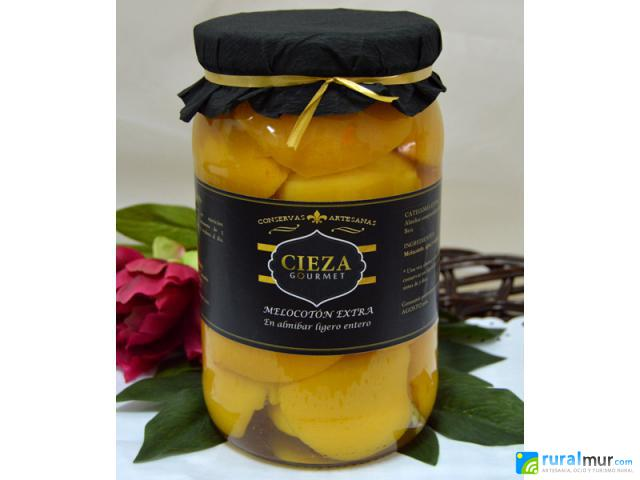 CONSERVAS ARTESANAS
CIEZA
GOURMET
MELOCOTÓN EXTRA
En almíbar ligero entero
ruralmur.com
ARTESANÍA, OCIO Y TURISMO RURAL